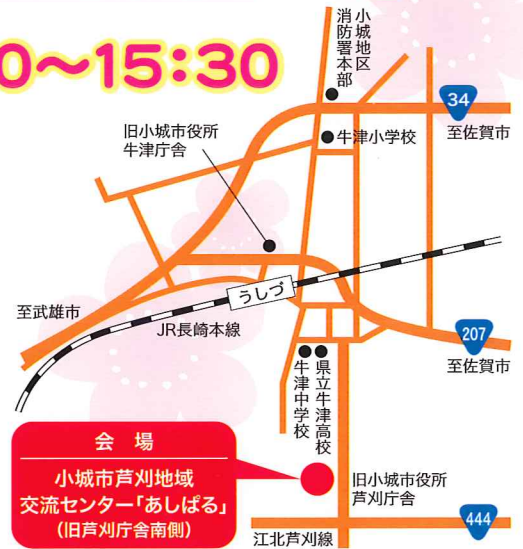 0〜15:30
小城地区
消防署本部
34
至佐賀市
旧小城市役所
牛津庁舎
牛津小学校
うしづ
至武雄市
JR長崎本線
207
至佐賀市
牛津中学校
県立牛津高校
会場
小城市芦刈地域
交流センター「あしぱる」
(旧芦刈庁舎南側)
旧小城市役所
芦刈庁舎
444
江北芦刈線